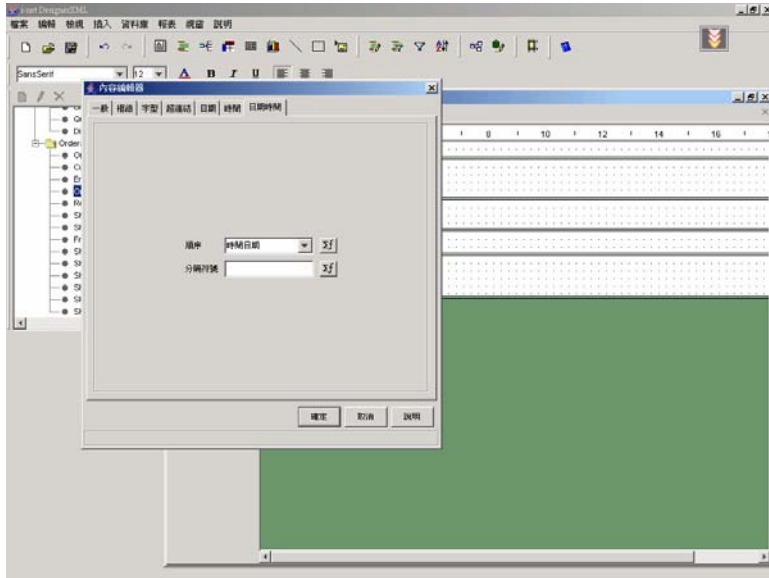 i-net DesignerXML
檔案 編輯 檢視 插入 資料庫 報表 視窗 說明
SansSerif 12 A B I U
內容編輯器
一般 框線 字型 超連結 日期 時間 日期時間
Order
8 10 12 14 16
順序 時間日期 Σf
分隔符號 Σf
確定 取消 說明